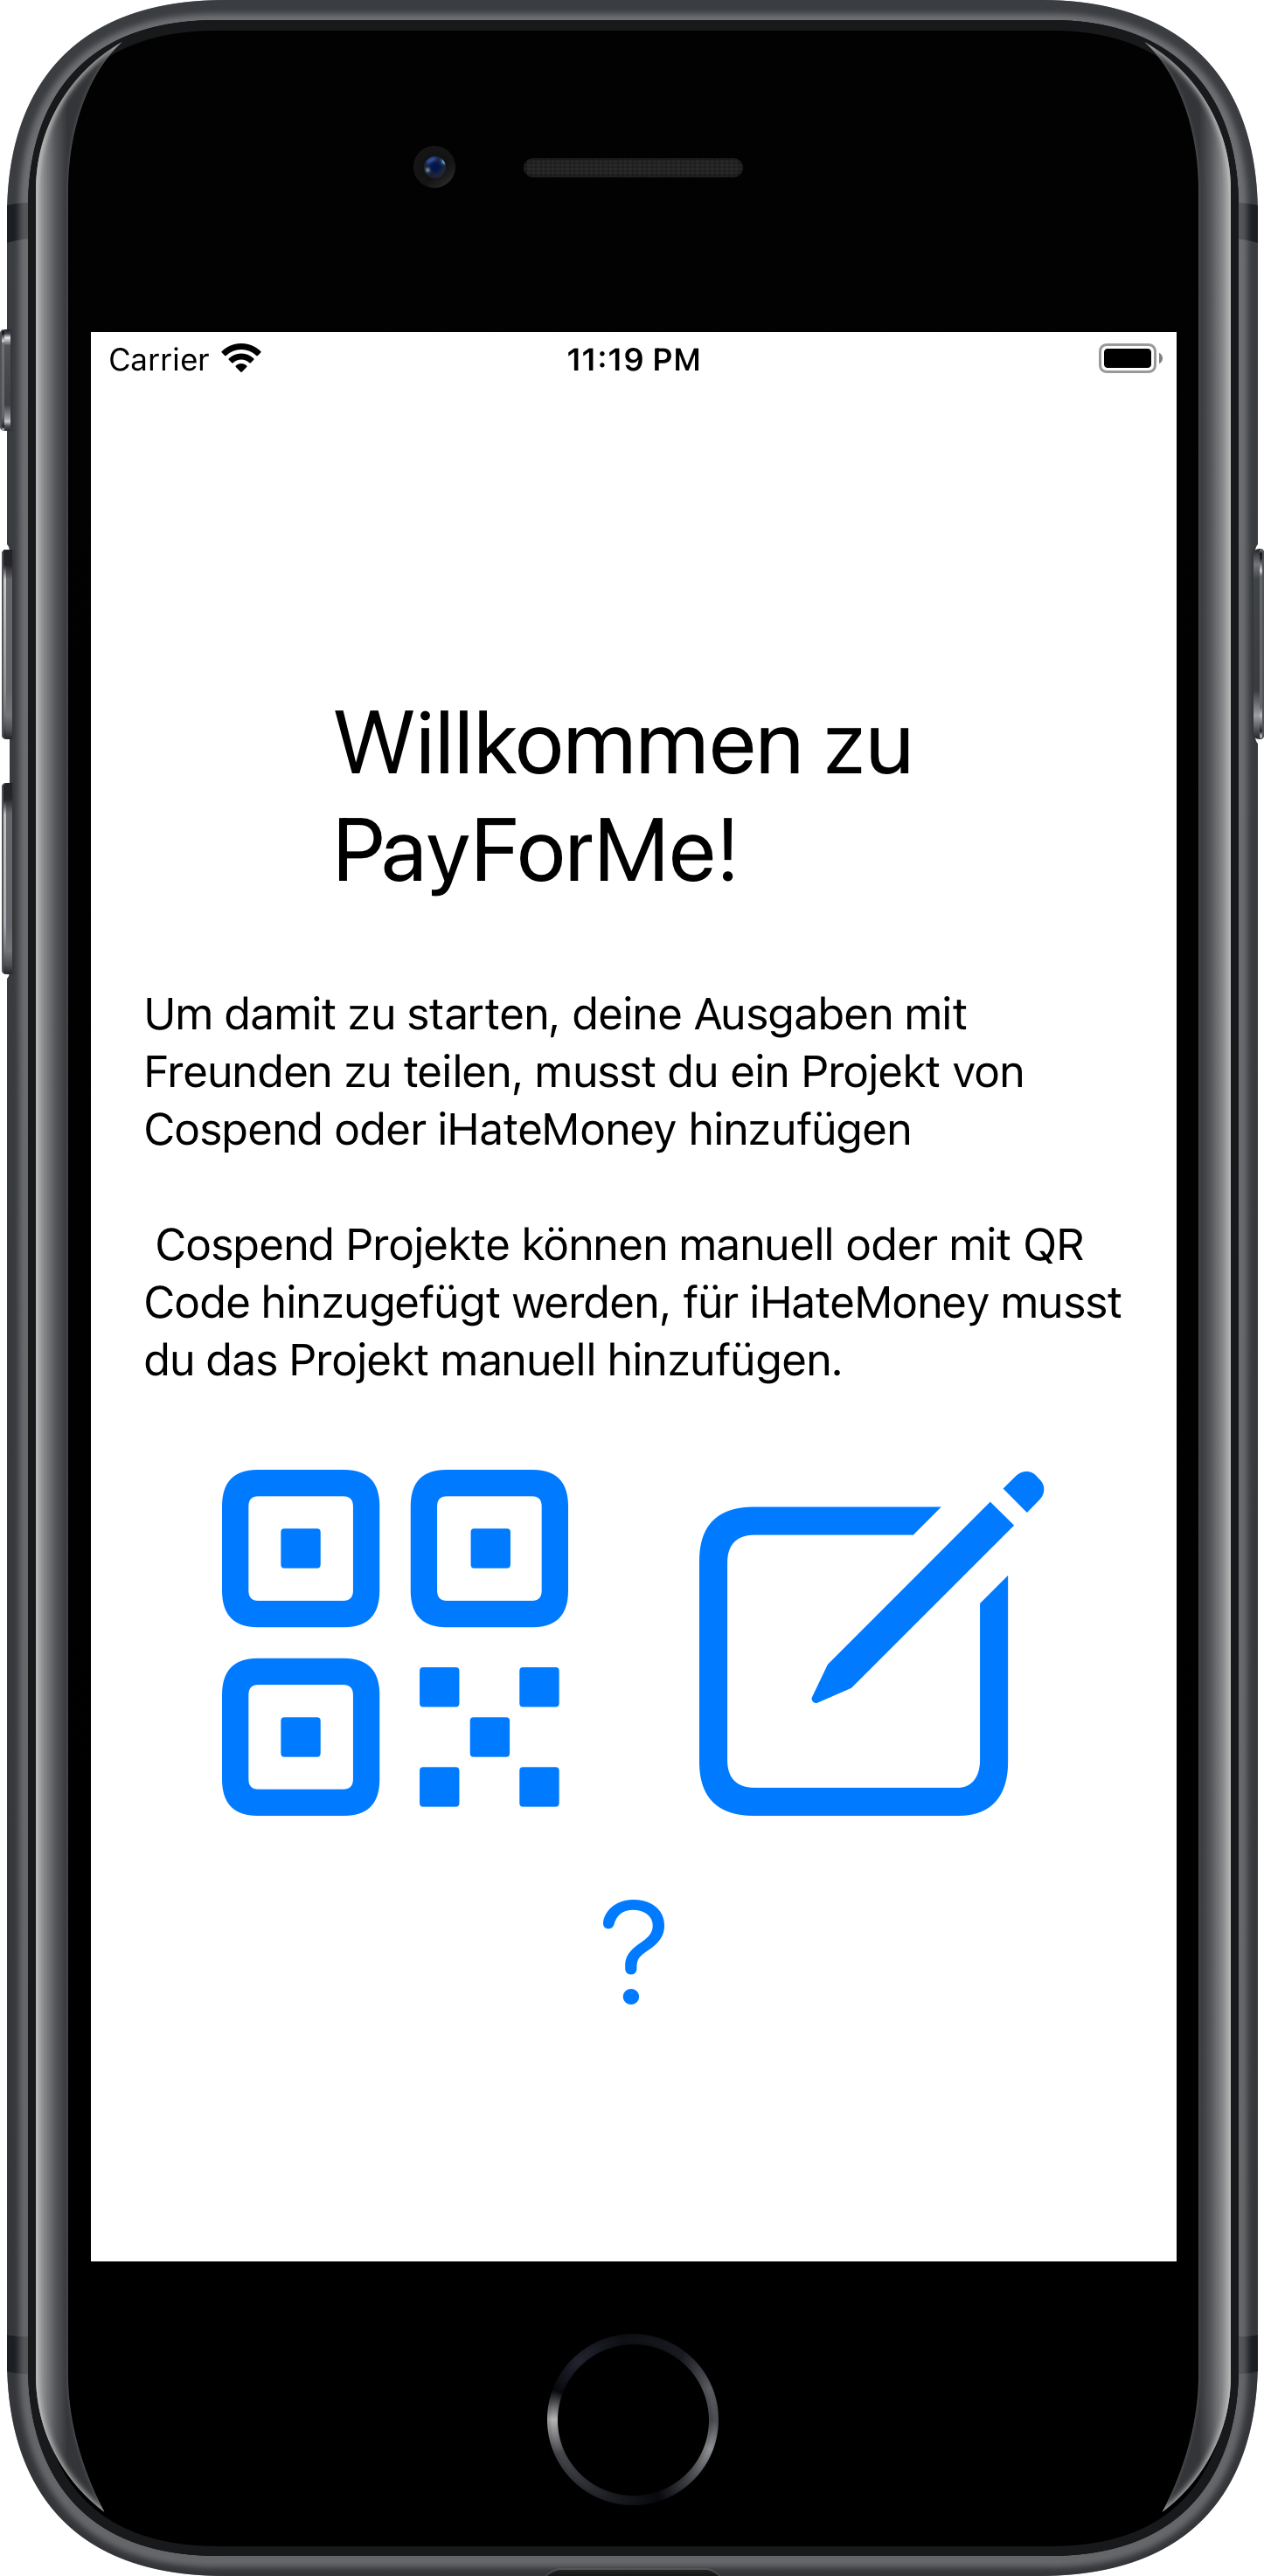 Carrier 11:19 PM
Willkommen zu
PayForMe!
Um damit zu starten, deine Ausgaben mit
Freunden zu teilen, musst du ein Projekt von
Cospend oder iHateMoney hinzufügen
Cospend Projekte können manuell oder mit QR
Code hinzugefügt werden, für iHateMoney musst
du das Projekt manuell hinzufügen.
?